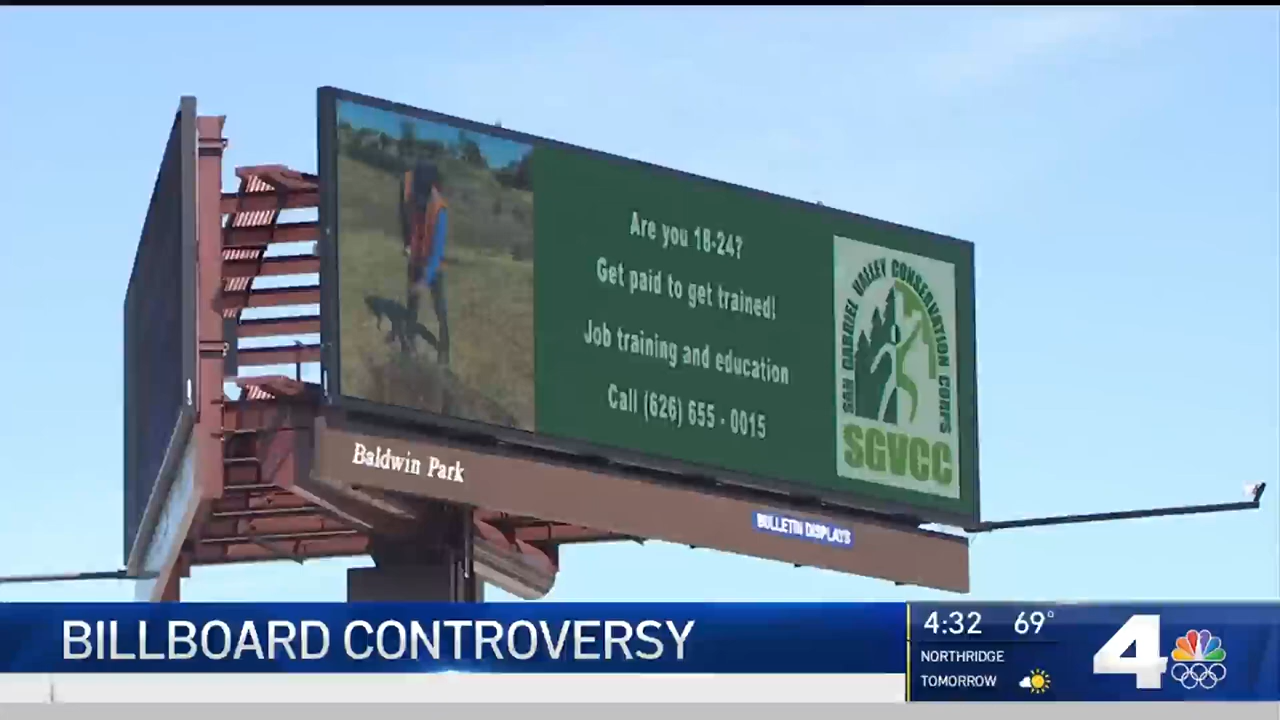 Are you 18-24?
Get paid to get trained!
Job training and education
Call (626) 655 - 0015
SAN GABRIEL VALLEY CONSERVATION CORPS
SGVCC
Baldwin Park
BULLETIN DISPLAYS
BILLBOARD CONTROVERSY
4:32 69°
NORTHRIDGE
TOMORROW
4